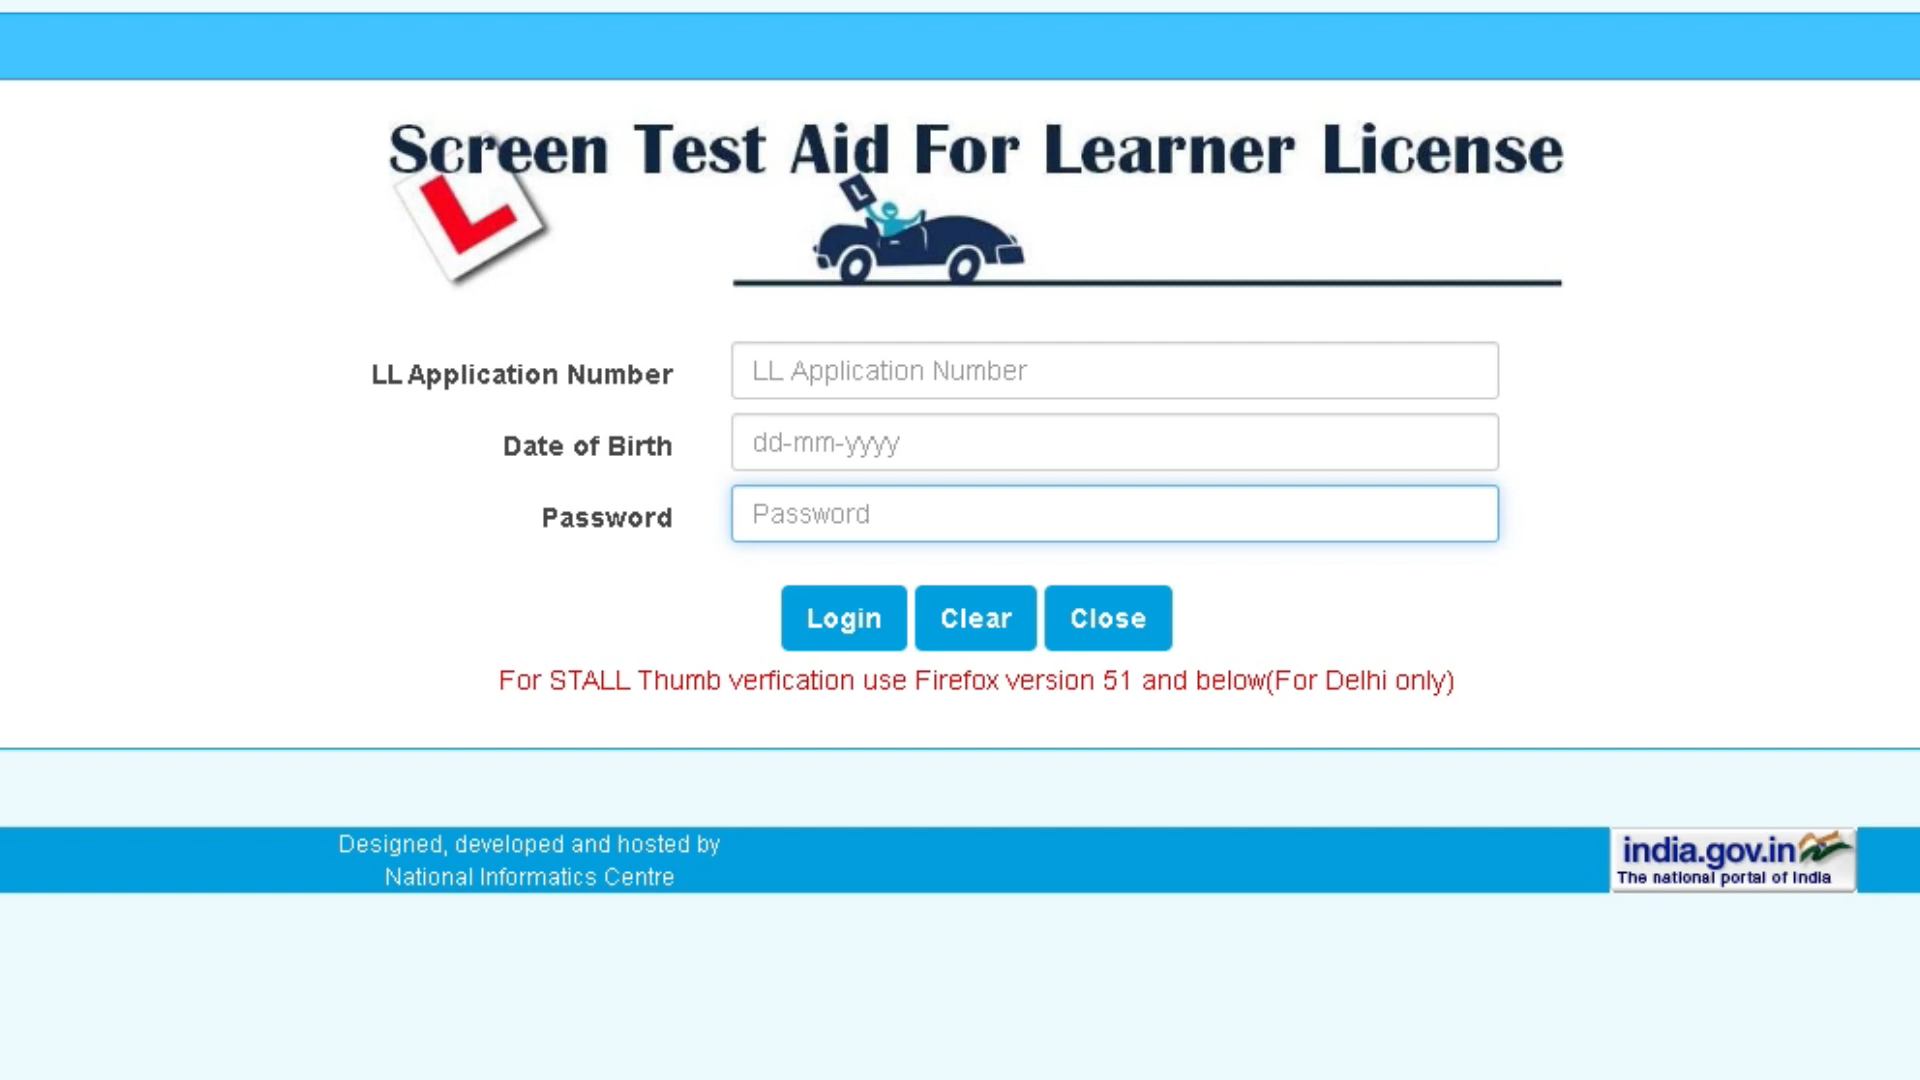 Screen Test Aid For Learner License
L
L
LL Application Number
LL Application Number
Date of Birth
dd-mm-yyyy
Password
Password
Login Clear Close
For STALL Thumb verfication use Firefox version 51 and below(For Delhi only)
Designed, developed and hosted by
National Informatics Centre
india.gov.in
The national portal of India